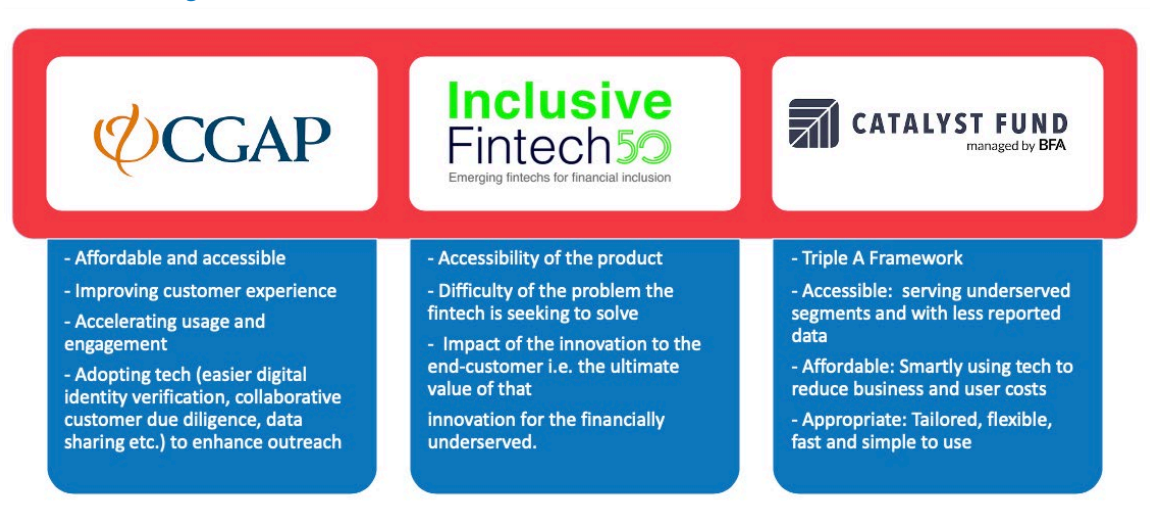 CGAP
- Affordable and accessible
- Improving customer experience
- Accelerating usage and
engagement
- Adopting tech (easier digital
identity verification, collaborative
customer due diligence, data
sharing etc.) to enhance outreach
Inclusive
Fintech50
Emerging fintechs for financial inclusion
- Accessibility of the product
- Difficulty of the problem the
fintech is seeking to solve
- Impact of the innovation to the
end-customer i.e. the ultimate
value of that
innovation for the financially
underserved.
CATALYST FUND
managed by BFA
- Triple A Framework
- Accessible: serving underserved
segments and with less reported
data
- Affordable: Smartly using tech to
reduce business and user costs
- Appropriate: Tailored, flexible,
fast and simple to use